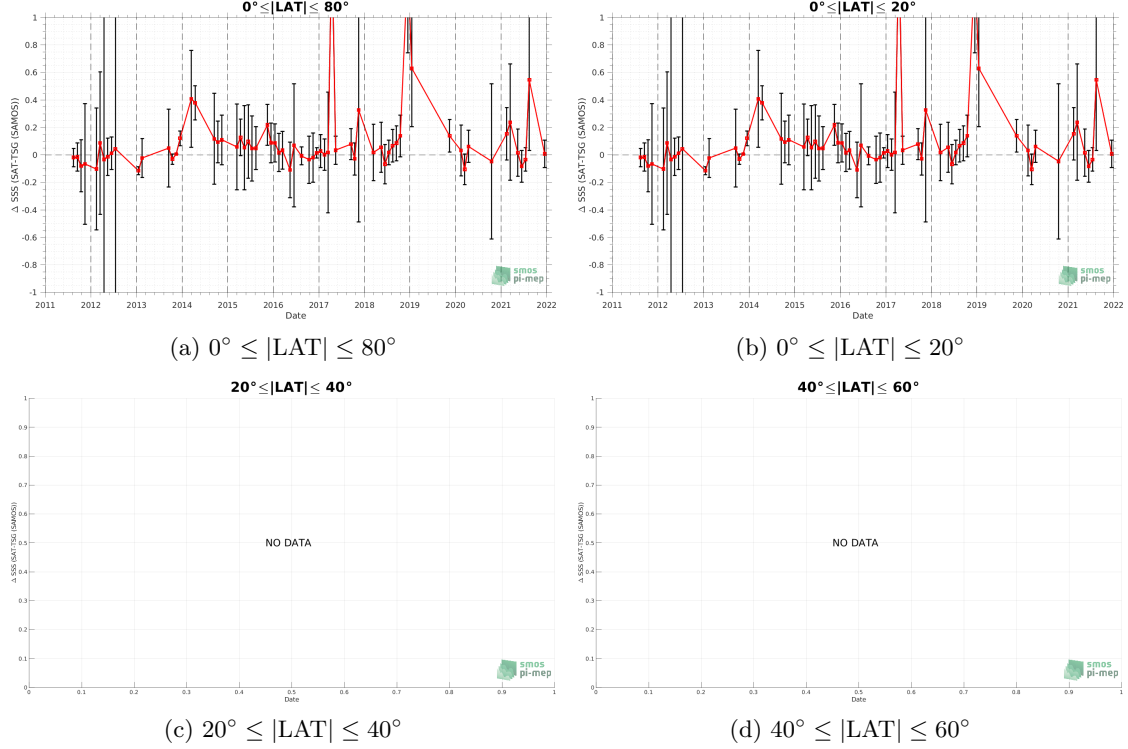 0°≤|LAT|≤ 80°
1
0.8
0.6
0.4
0.2
0
-0.2
-0.4
-0.6
-0.8
-1
Δ SSS (SAT-TSG (SAMOS))
2011 2012 2013 2014 2015 2016 2017 2018 2019 2020 2021 2022
Date
smos
pi-mep
(a) 0° ≤ |LAT| ≤ 80°
0°≤|LAT|≤ 20°
1
0.8
0.6
0.4
0.2
0
-0.2
-0.4
-0.6
-0.8
-1
Δ SSS (SAT-TSG (SAMOS))
2011 2012 2013 2014 2015 2016 2017 2018 2019 2020 2021 2022
Date
smos
pi-mep
(b) 0° ≤ |LAT| ≤ 20°
20°≤|LAT|≤ 40°
1
0.9
0.8
0.7
0.6
0.5
0.4
0.3
0.2
0.1
0
Δ SSS (SAT-TSG (SAMOS))
NO DATA
0 0.1 0.2 0.3 0.4 0.5 0.6 0.7 0.8 0.9 1
Date
smos
pi-mep
(c) 20° ≤ |LAT| ≤ 40°
40°≤|LAT|≤ 60°
1
0.9
0.8
0.7
0.6
0.5
0.4
0.3
0.2
0.1
0
Δ SSS (SAT-TSG (SAMOS))
NO DATA
0 0.1 0.2 0.3 0.4 0.5 0.6 0.7 0.8 0.9 1
Date
smos
pi-mep
(d) 40° ≤ |LAT| ≤ 60°